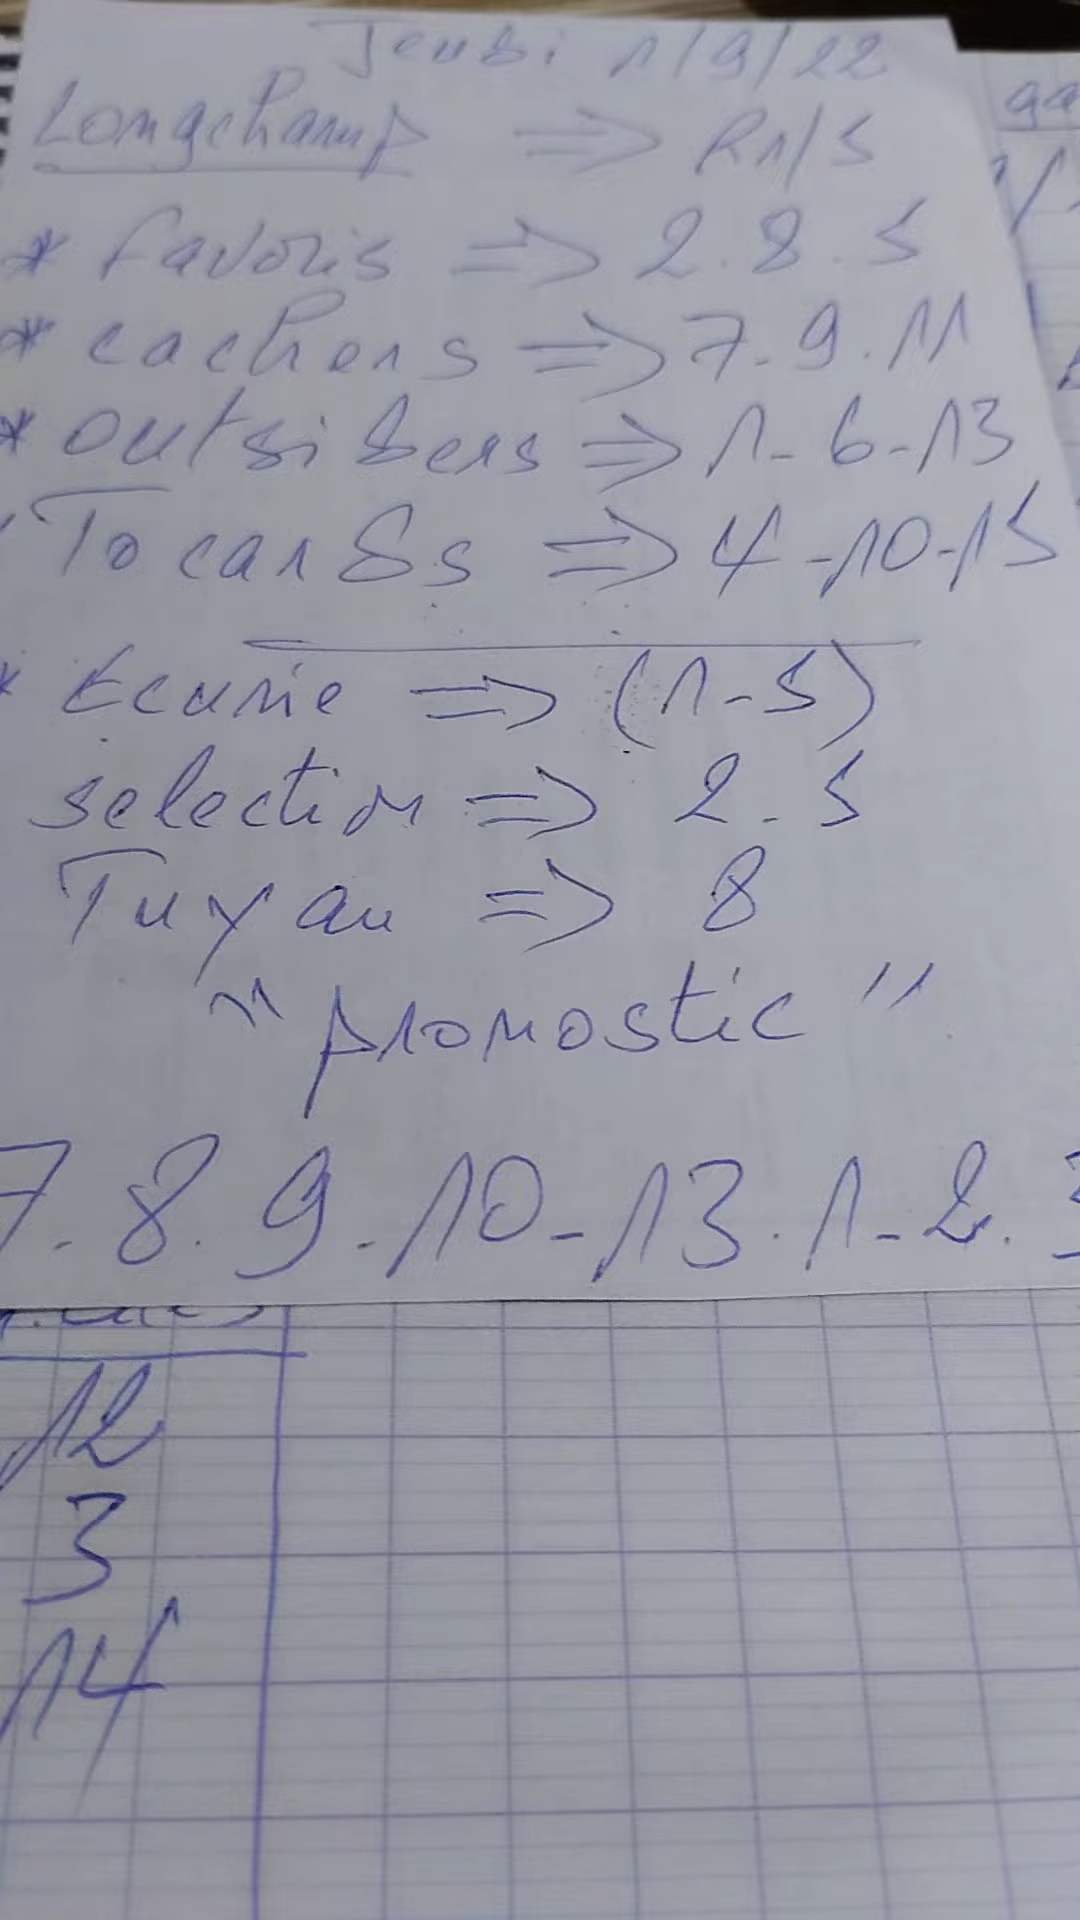 Jeudi 1/9/22
Longchamp ⇒ R1/5
* favoris ⇒ 2.8.5
* cachers ⇒ 7-9.11
* outsiders ⇒ 1-6-13
Tocards ⇒ 4-10-15
* Ecurie ⇒ (1-5)
selection ⇒ 2-5
Tuyau ⇒ 8
"pronostic"
7-8.9-10-13.1-2.
12
3
14